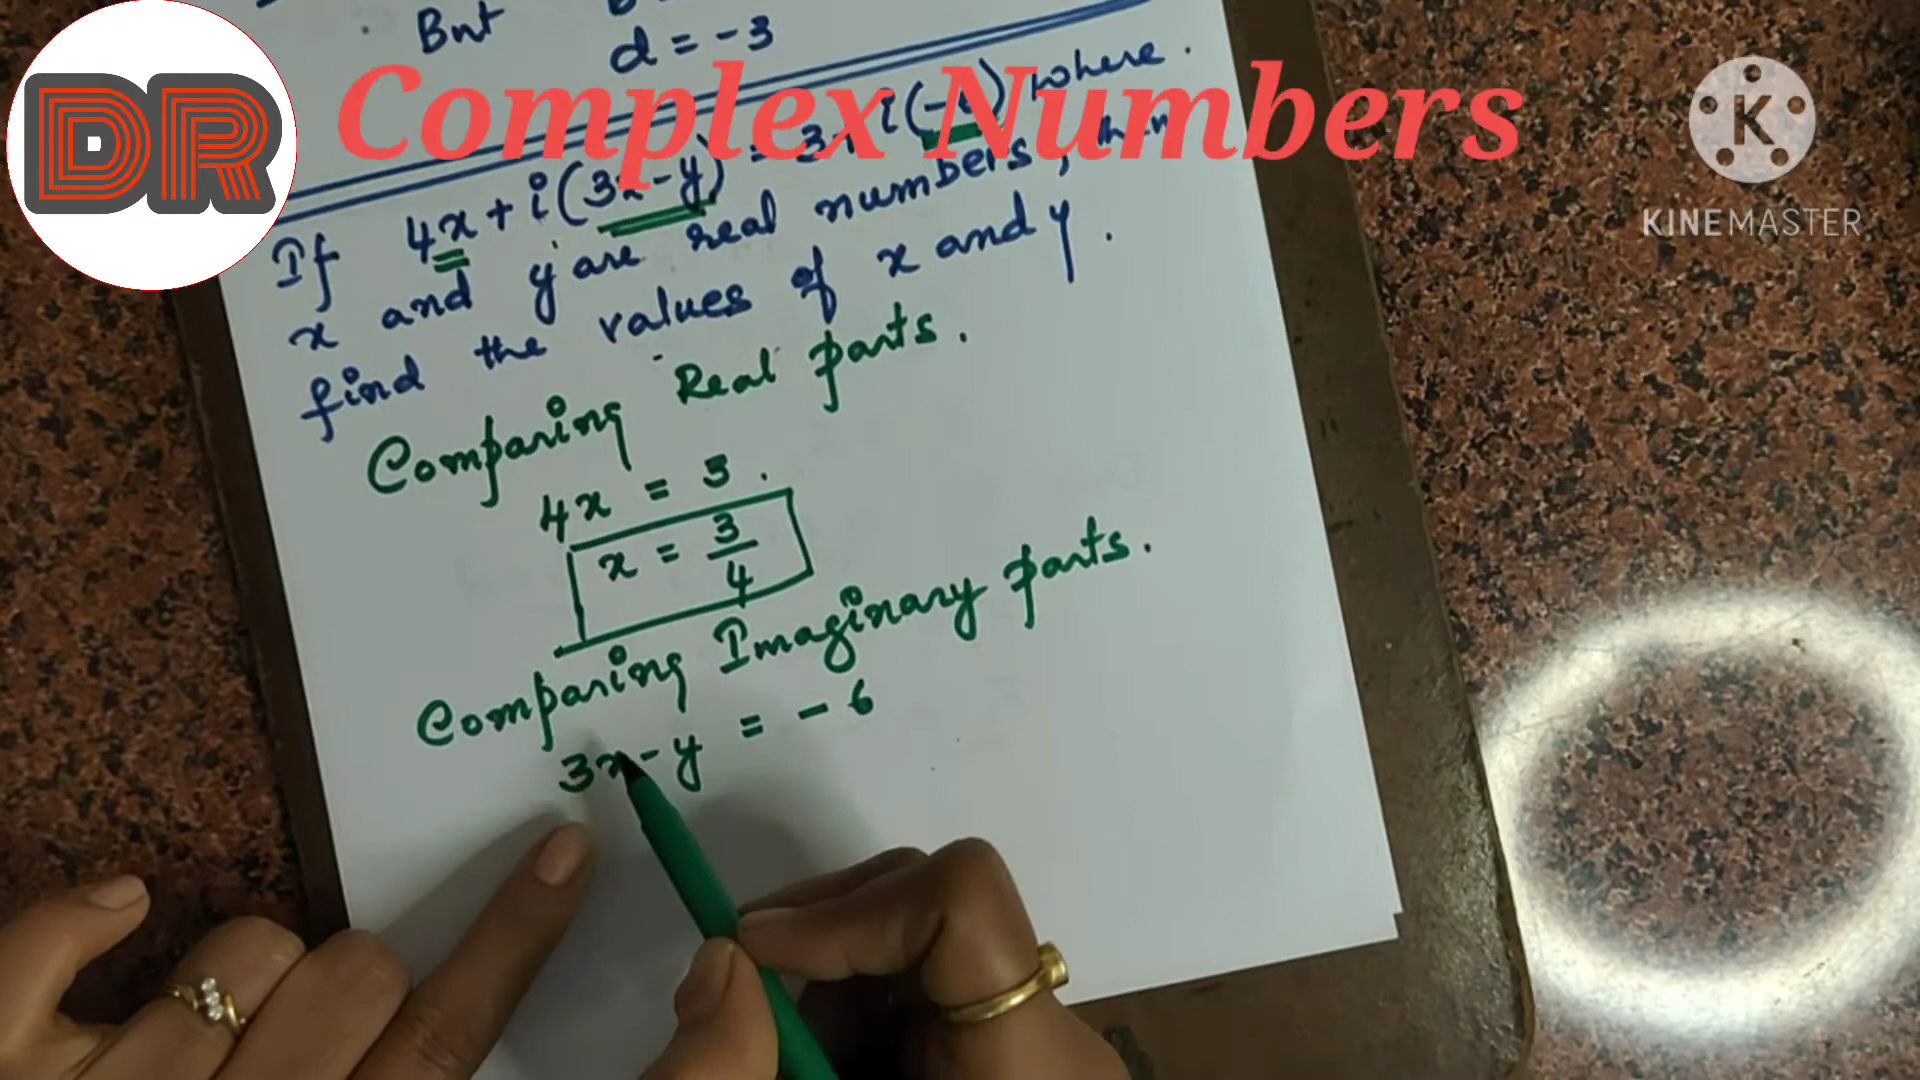 But
d = -3
DR
Complex Numbers
K
KINEMASTER
If 4x + i(3x-y) = 3 + i(-6) where
x and y are real numbers, then
find the values of x and y.
Comparing Real parts.
4x = 3.
x = 3/4
Comparing Imaginary parts.
3x-y = -6